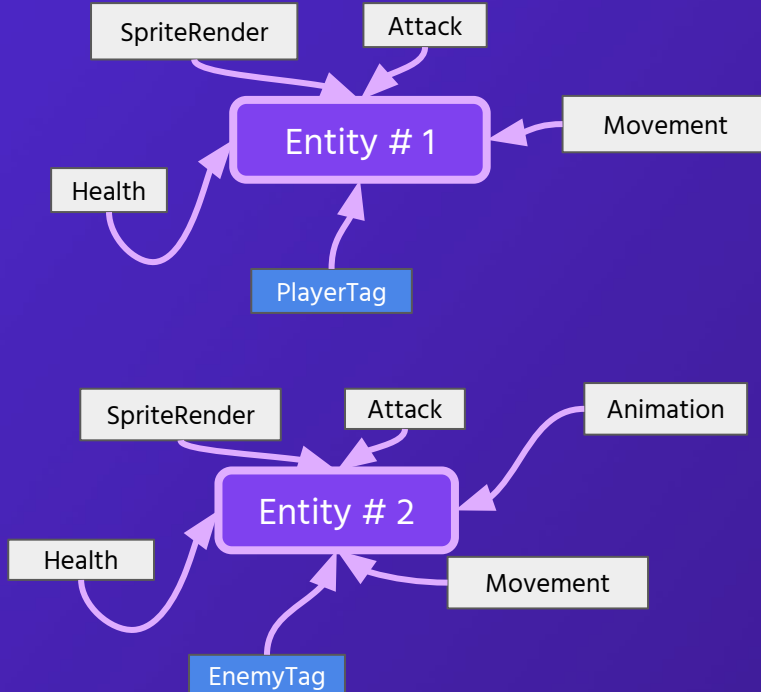 SpriteRender
Attack
Entity # 1
Movement
Health
PlayerTag
SpriteRender
Attack
Animation
Entity # 2
Health
Movement
EnemyTag